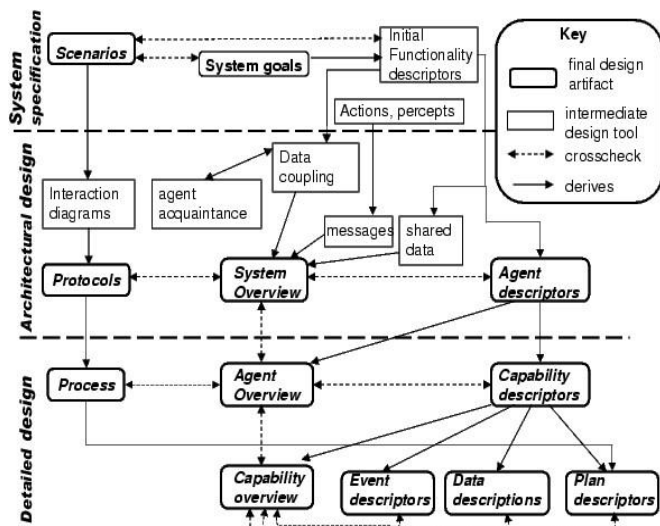 System
specification
Scenarios
System goals
Initial
Functionality
descriptors
Actions, percepts
Key
final design
artifact
intermediate
design tool
crosscheck
derives
Architectural design
Interaction
diagrams
agent
acquaintance
Data
coupling
messages
shared
data
Protocols
System
Overview
Agent
descriptors
Detailed design
Process
Agent
Overview
Capability
descriptors
Capability
overview
Event
descriptors
Data
descriptions
Plan
descriptors